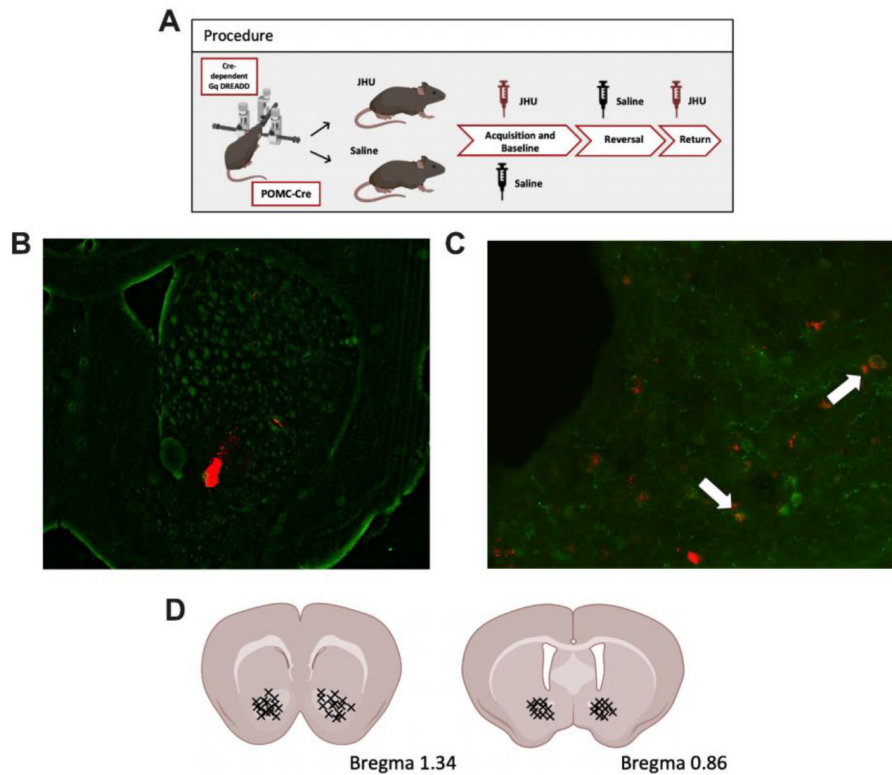 A
Procedure
Cre-
dependent
Gq DREADD
POMC-Cre
JHU
Saline
JHU
Saline
JHU
Acquisition and
Baseline
Reversal
Return
Saline
B
C
D
Bregma 1.34
Bregma 0.86